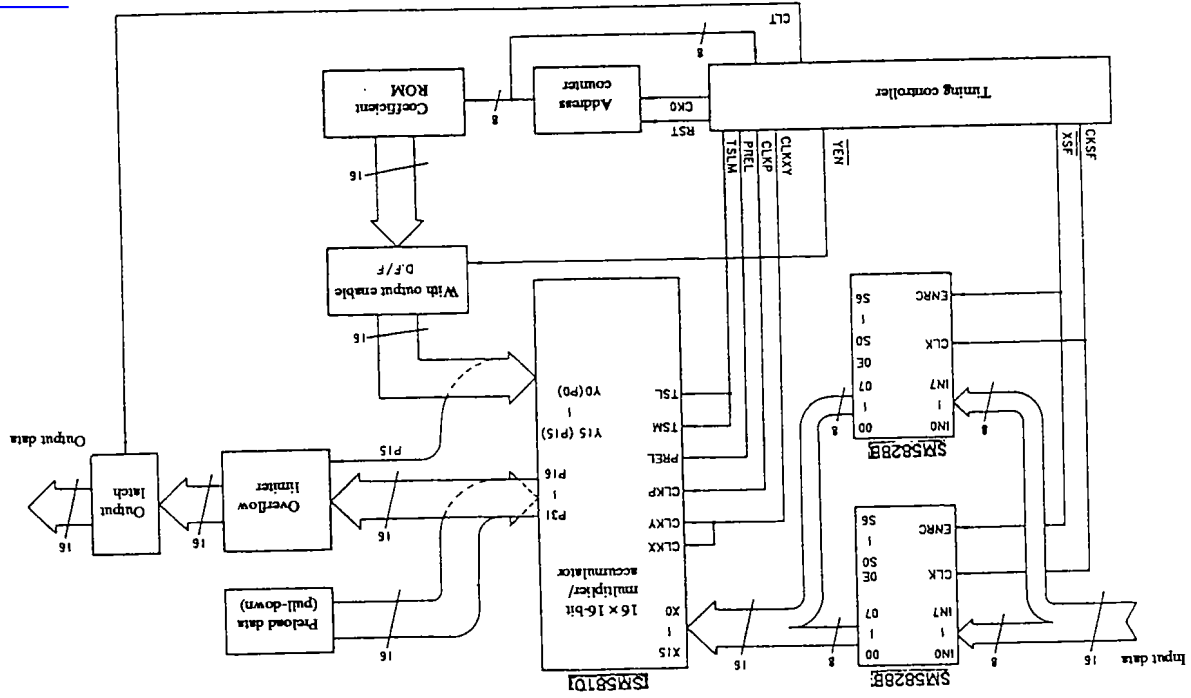 SM5828B
SM5810
Input data
16
8
IN0
|
IN7
CLK
ENRC
O0
|
O7
OE
S0
|
S6
8
16
X15
|
X0
16 × 16-bit
multiplier/
accumulator
CLKX
CLKY
CLKP
PREL
TSM
TSL
P31
|
P16
Y15 (P15)
|
Y0 (P0)
16
Preload data
(pull-down)
16
Overflow
limiter
16
Output
latch
16
Output data
P15
SM5828B
8
IN0
|
IN7
CLK
ENRC
O0
|
O7
OE
S0
|
S6
8
16
With output enable
D.F/F
16
CKSF
XSF
YEN
CLKXY
CLKP
PREL
TSLM
Timing controller
RST
CK0
Address
counter
8
Coefficient
ROM
8
CLT